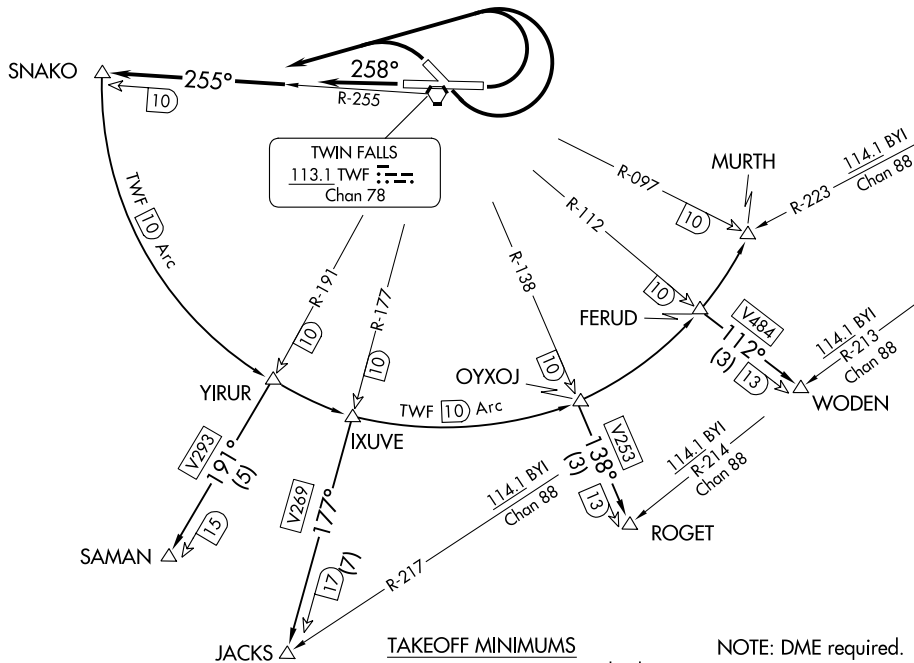 SNAKO
255°
258°
R-255
10
TWIN FALLS
113.1 TWF
Chan 78
TWF 10 Arc
R-191
10
R-177
10
R-138
10
R-112
10
R-097
10
MURTH
114.1 BYI
R-223
Chan 88
FERUD
V484
112°
(3)
13
114.1 BYI
R-213
Chan 88
WODEN
OYXOJ
YIRUR
TWF 10 Arc
IXUVE
V293
191°
(5)
15
SAMAN
V269
177°
(7)
17
JACKS
114.1 BYI
Chan 88
R-217
V253
138°
(3)
13
114.1 BYI
R-214
Chan 88
ROGET
TAKEOFF MINIMUMS
NOTE: DME required.